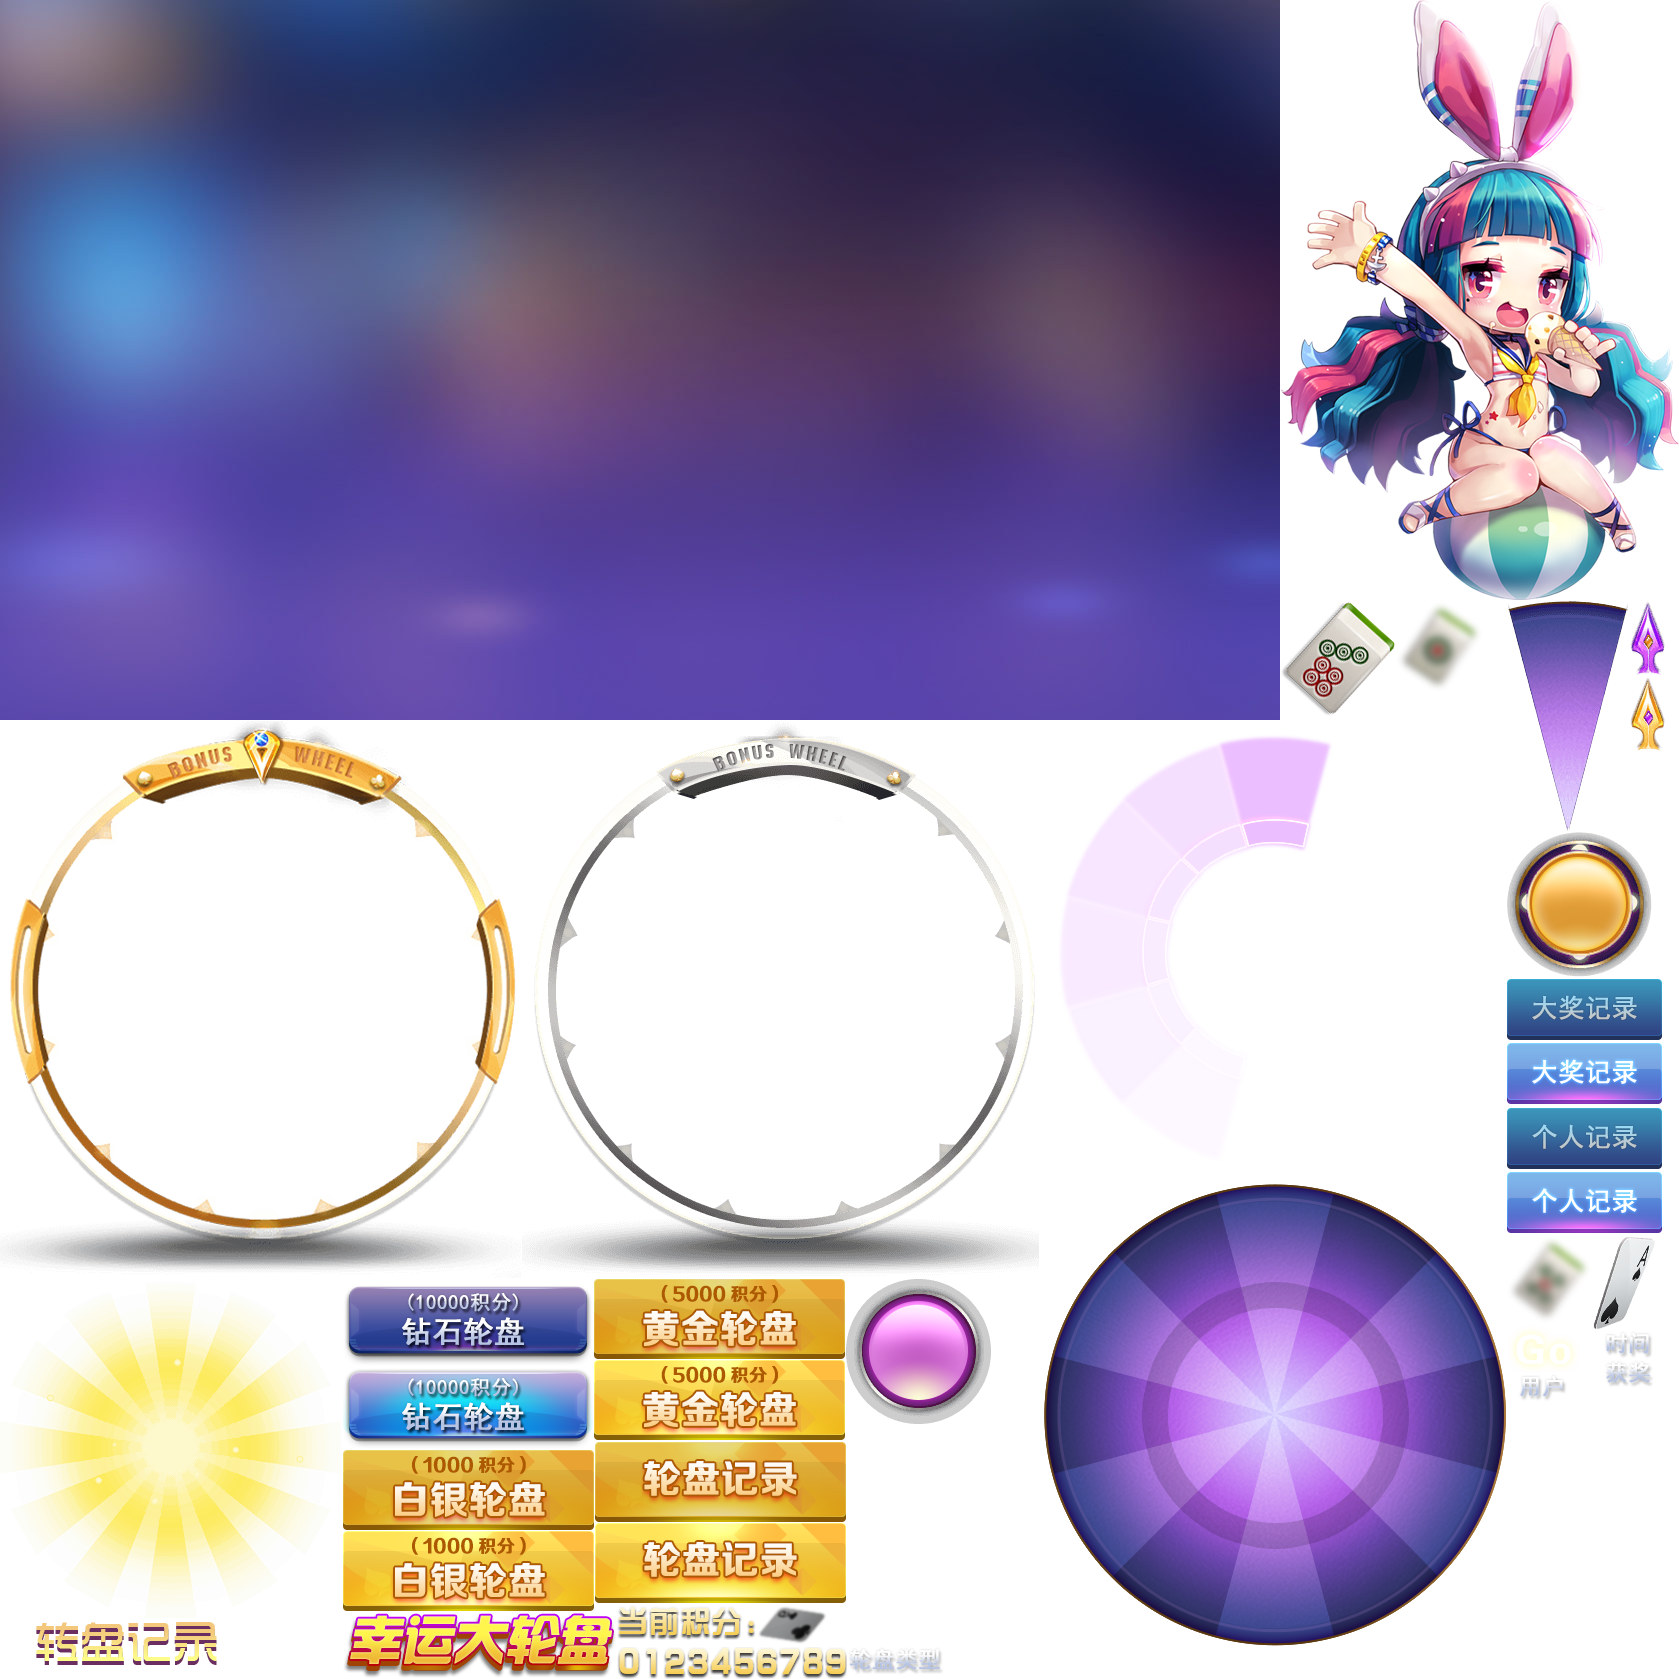 BONUS WHEEL
BONUS WHEEL
大奖记录
大奖记录
个人记录
个人记录
A
Go
时间
用户
获奖
(10000积分)
钻石轮盘
(10000积分)
钻石轮盘
(1000 积分)
白银轮盘
(1000 积分)
白银轮盘
(5000 积分)
黄金轮盘
(5000 积分)
黄金轮盘
轮盘记录
轮盘记录
转盘记录
幸运大轮盘
当前积分:
0123456789
轮盘类型